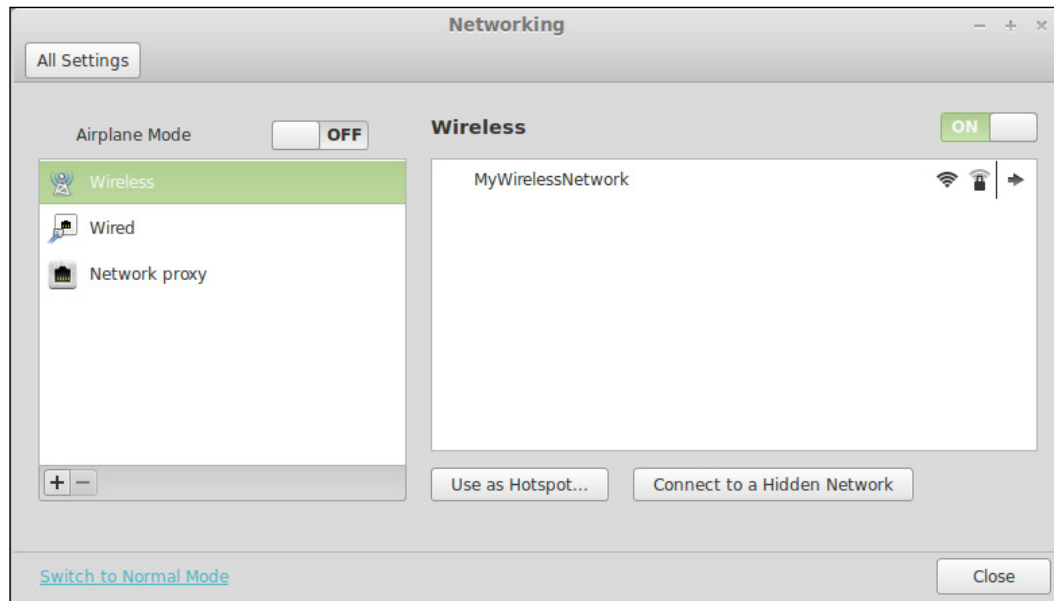 Networking
All Settings
Airplane Mode OFF
Wireless
Wired
Network proxy
Wireless ON
MyWirelessNetwork
Use as Hotspot... Connect to a Hidden Network
Switch to Normal Mode
Close